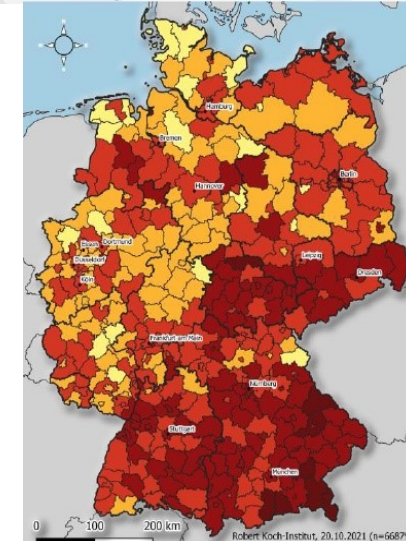 Hamburg
Bremen
Berlin
Hannover
Essen
Dortmund
Düsseldorf
Leipzig
Dresden
Köln
Frankfurt am Main
Nürnberg
Stuttgart
München
0 100 200 km
Robert Koch-Institut, 20.10.2021 (n=6687